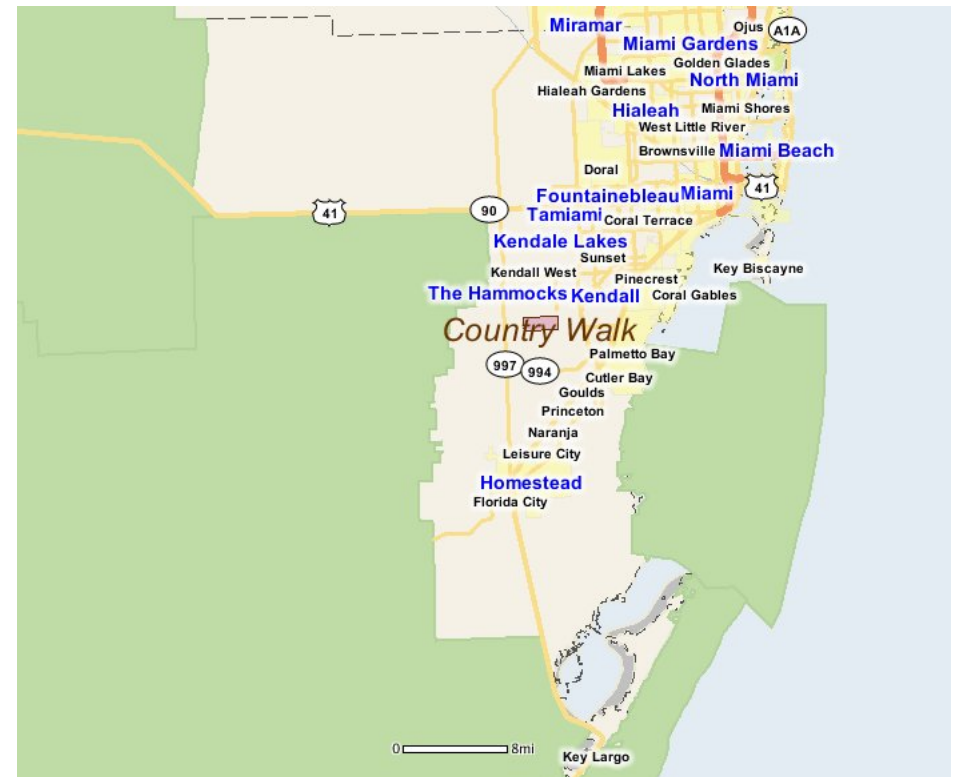 Miramar
Ojus
A1A
Miami Gardens
Golden Glades
Miami Lakes
North Miami
Hialeah Gardens
Hialeah
Miami Shores
West Little River
Brownsville
Miami Beach
Doral
41
Fountainebleau
Miami
41
90
Tamiami
Coral Terrace
Kendale Lakes
Sunset
Kendall West
Key Biscayne
Pinecrest
The Hammocks
Kendall
Coral Gables
Country Walk
Palmetto Bay
997
994
Cutler Bay
Goulds
Princeton
Naranja
Leisure City
Homestead
Florida City
0
8mi
Key Largo